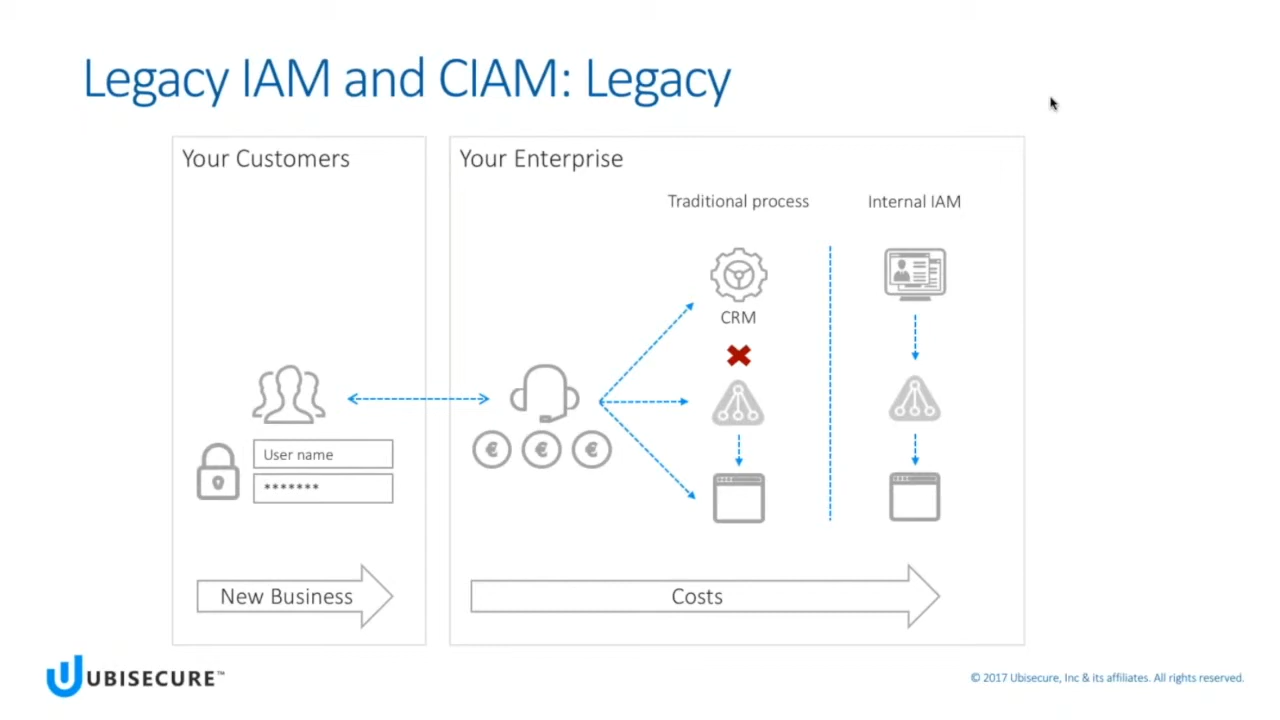 Legacy IAM and CIAM: Legacy
Your Customers
Your Enterprise
Traditional process
Internal IAM
CRM
User name
*******
€ € €
New Business
Costs
UBISECURE™
© 2017 Ubisecure, Inc & its affiliates. All rights reserved.